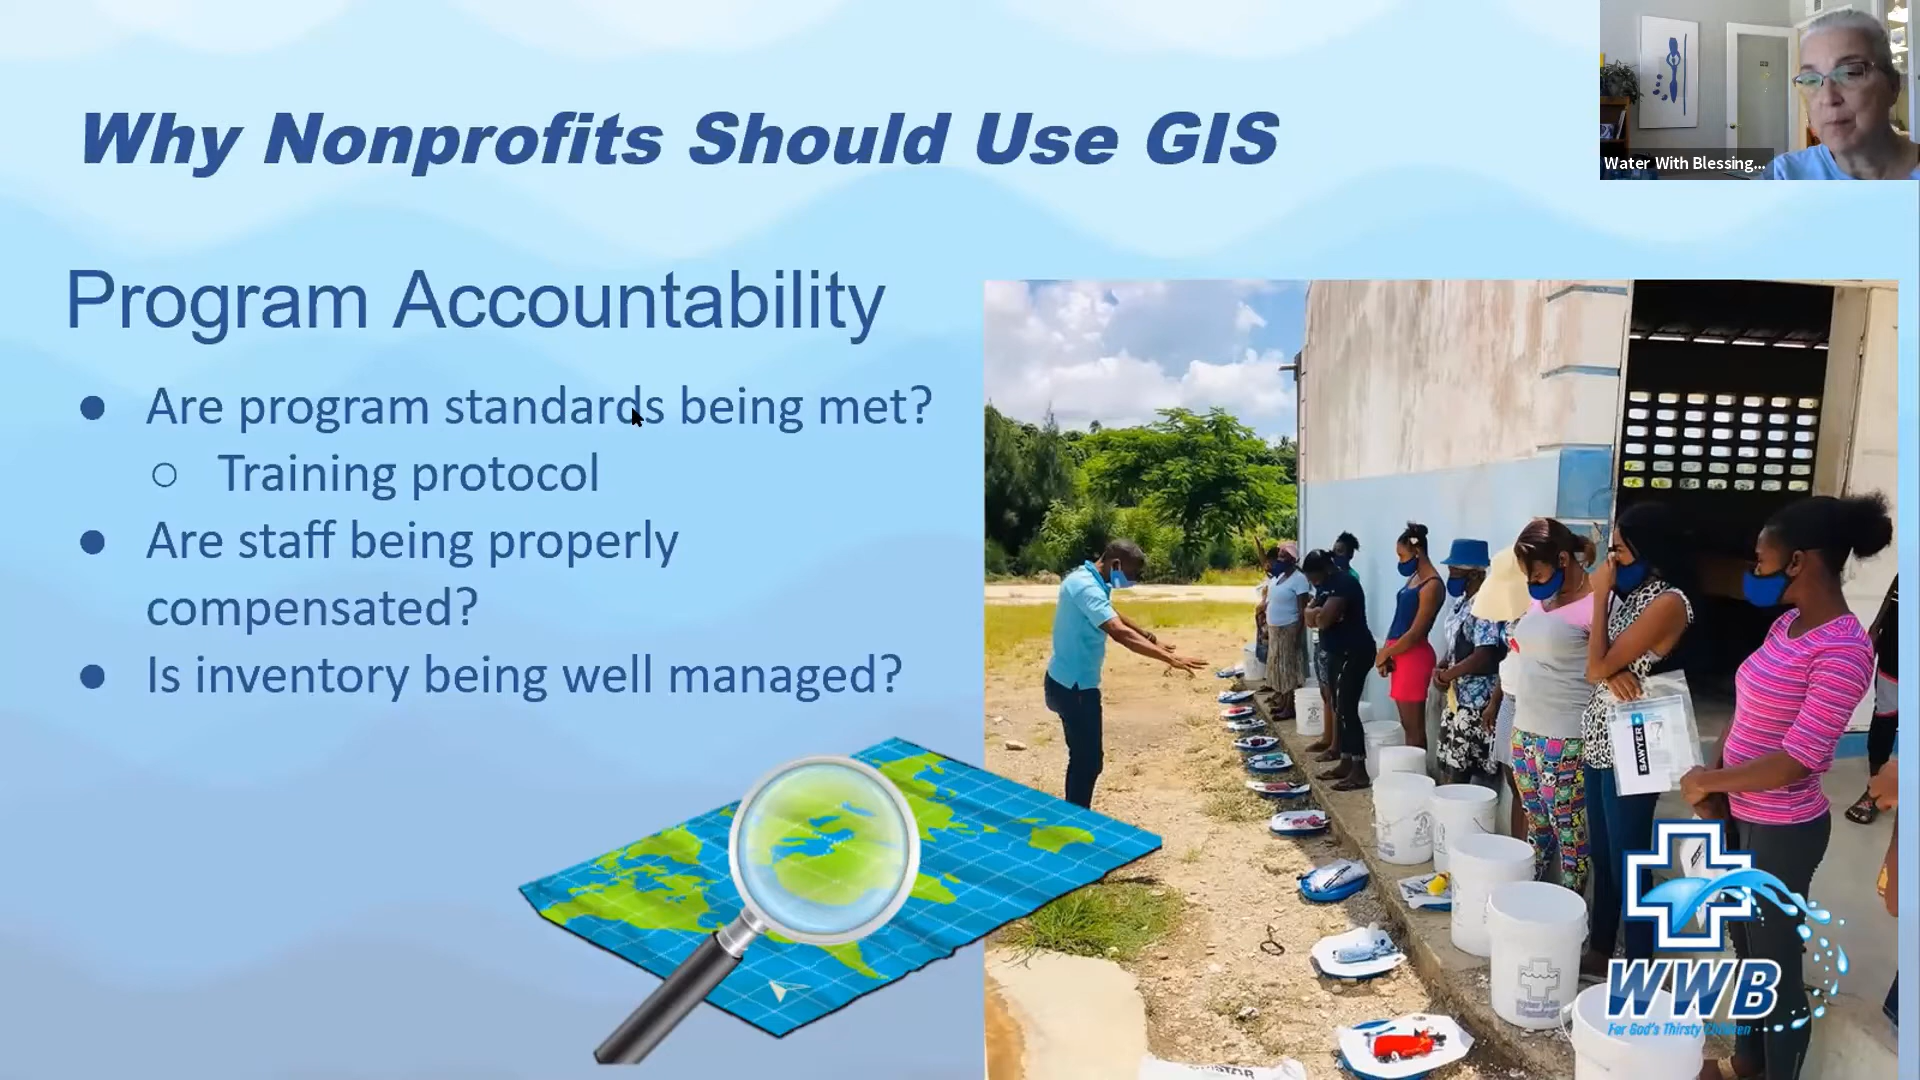 Why Nonprofits Should Use GIS
Water With Blessing...
Program Accountability
● Are program standards being met?
○ Training protocol
● Are staff being properly
compensated?
● Is inventory being well managed?
SAWYER
WWB
For God's Thirsty Children